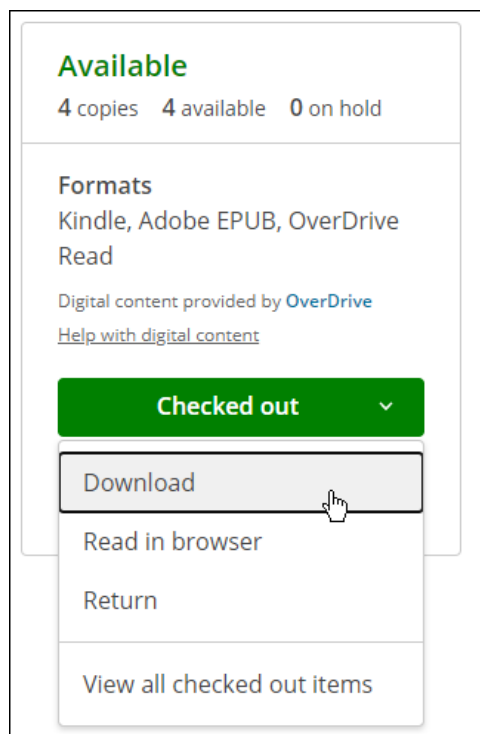 Available
4 copies 4 available 0 on hold
Formats
Kindle, Adobe EPUB, OverDrive
Read
Digital content provided by OverDrive
Help with digital content
Checked out
Download
Read in browser
Return
View all checked out items